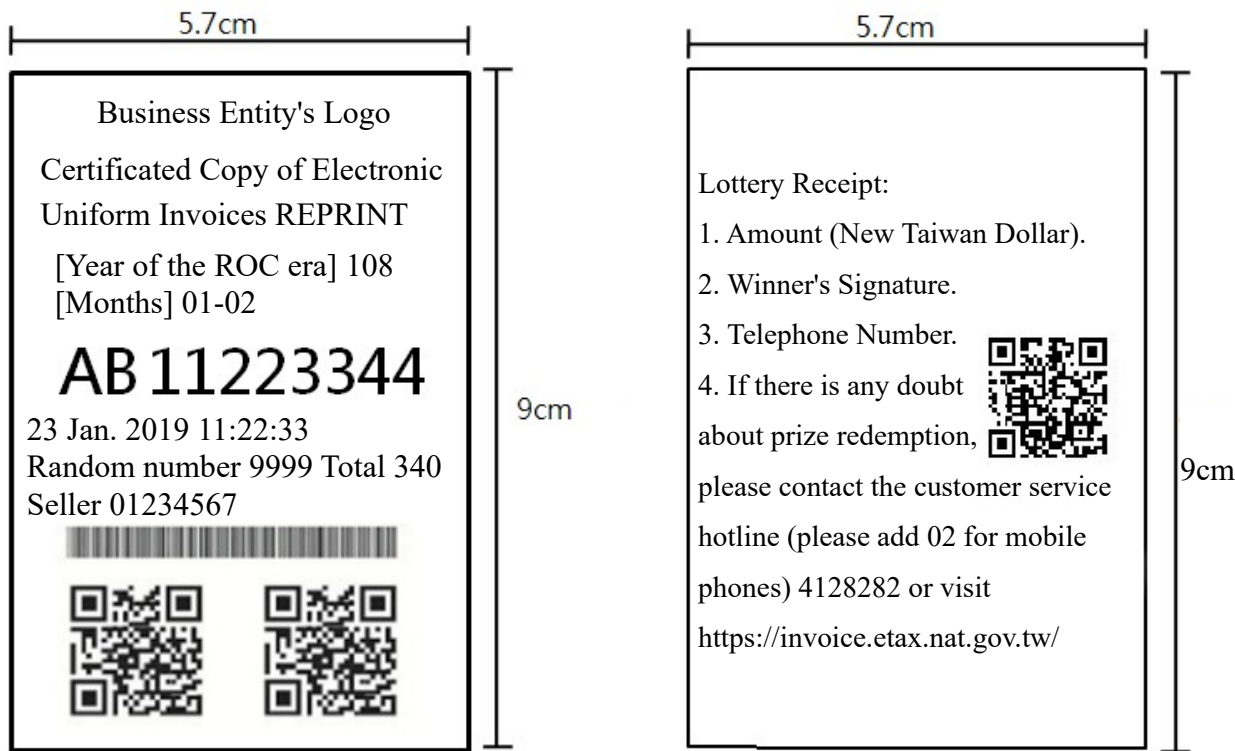 5.7cm
Business Entity's Logo
Certificated Copy of Electronic
Uniform Invoices REPRINT
[Year of the ROC era] 108
[Months] 01-02
AB 11223344
23 Jan. 2019 11:22:33
Random number 9999 Total 340
Seller 01234567
9cm
5.7cm
Lottery Receipt:
1. Amount (New Taiwan Dollar).
2. Winner's Signature.
3. Telephone Number.
4. If there is any doubt
about prize redemption,
please contact the customer service
hotline (please add 02 for mobile
phones) 4128282 or visit
https://invoice.etax.nat.gov.tw/
9cm